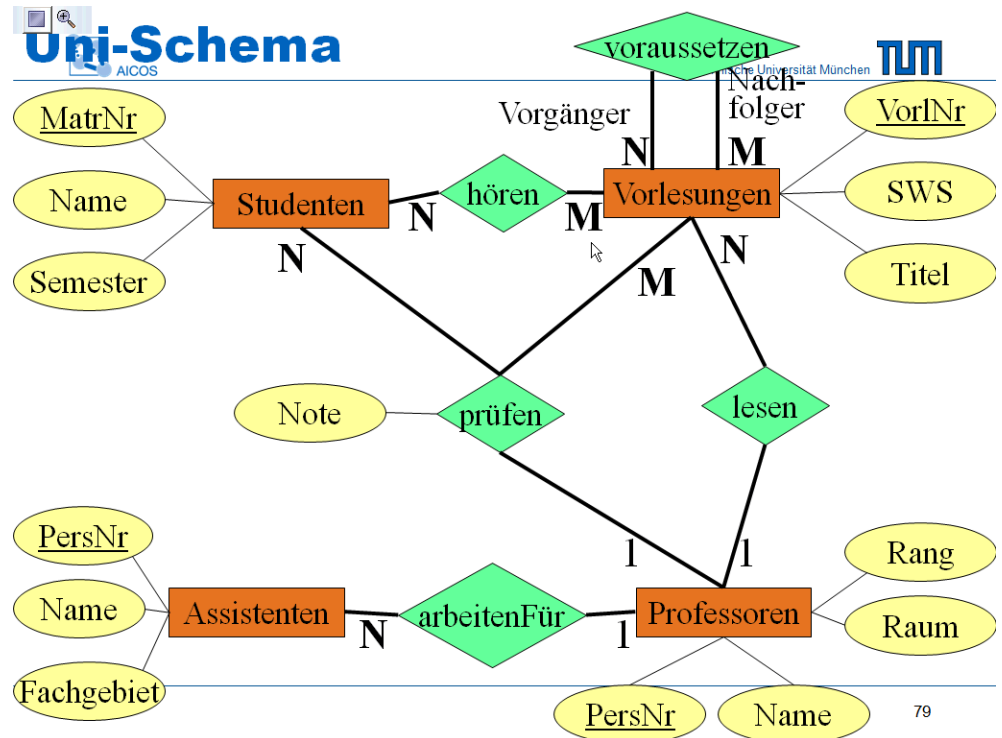 Uni-Schema
AICOS
voraussetzen
Universität München
TUM
MatrNr
Vorgänger
Nach-
folger
VorlNr
N
M
Name
Studenten
hören
Vorlesungen
SWS
N
M
Semester
N
M
N
Titel
Note
prüfen
lesen
PersNr
1
1
Rang
Name
Assistenten
arbeitenFür
Professoren
Raum
N
1
Fachgebiet
PersNr
Name
79